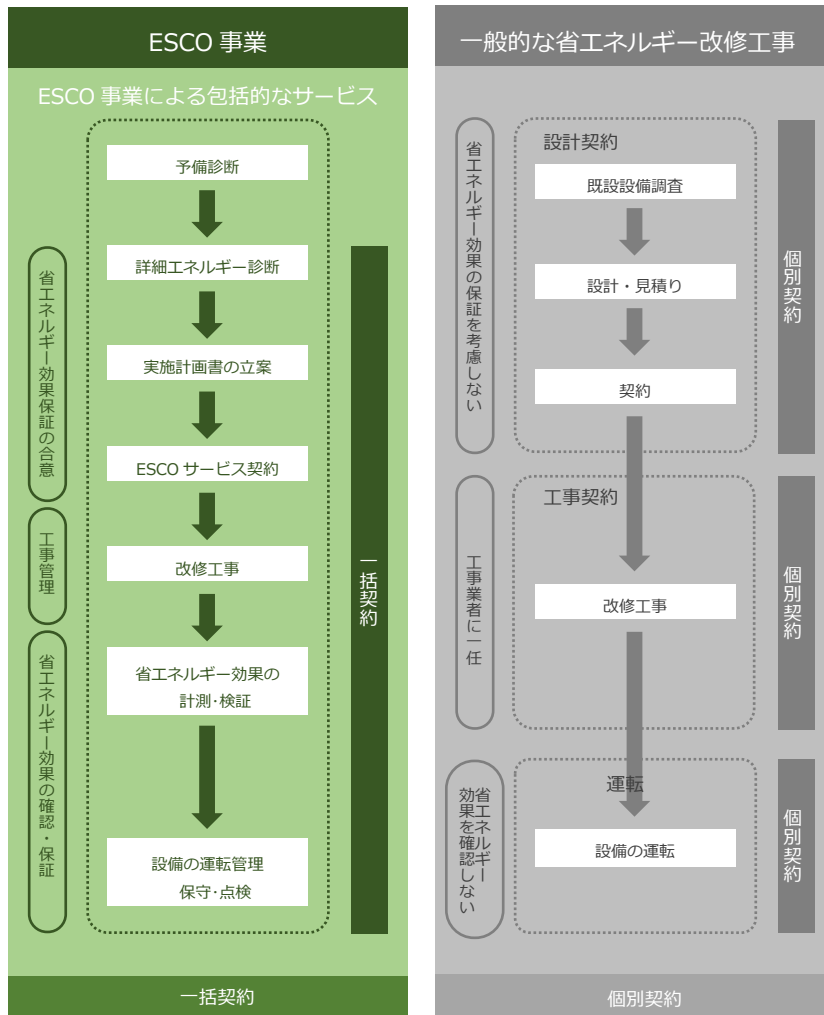 ESCO 事業
ESCO 事業による包括的なサービス
予備診断
詳細エネルギー診断
実施計画書の立案
ESCO サービス契約
改修工事
省エネルギー効果の
計測・検証
設備の運転管理
保守・点検
省エネルギー効果保証の合意
工事管理
省エネルギー効果の確認・保証
一括契約
一括契約
一般的な省エネルギー改修工事
省エネルギー効果の保証を考慮しない
設計契約
既設設備調査
設計・見積り
契約
個別契約
工事業者に一任
工事契約
改修工事
個別契約
省エネルギー
効果を確認しない
運転
設備の運転
個別契約
個別契約